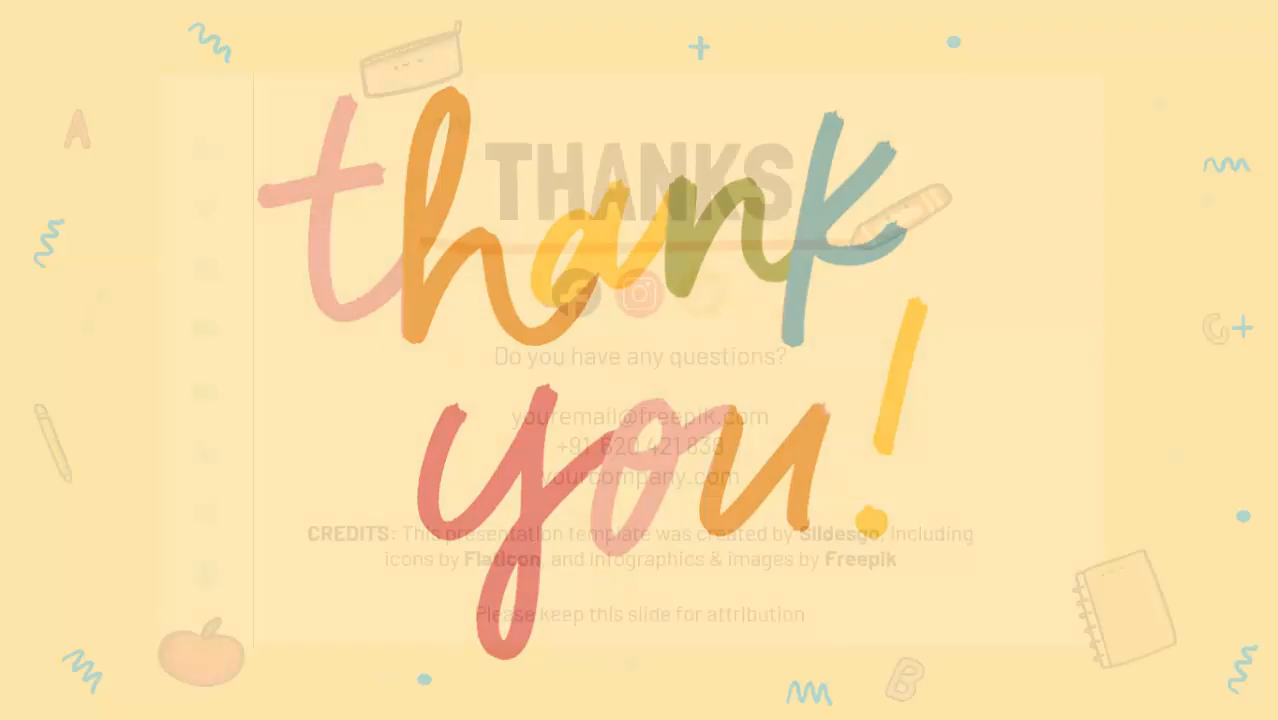 thank
you!
THANKS
Do you have any questions?
youremail@freepik.com
+91 620 421 838
yourcompany.com
CREDITS: This presentation template was created by Slidesgo, including
icons by Flaticon, and infographics & images by Freepik
Please keep this slide for attribution
A
G
B